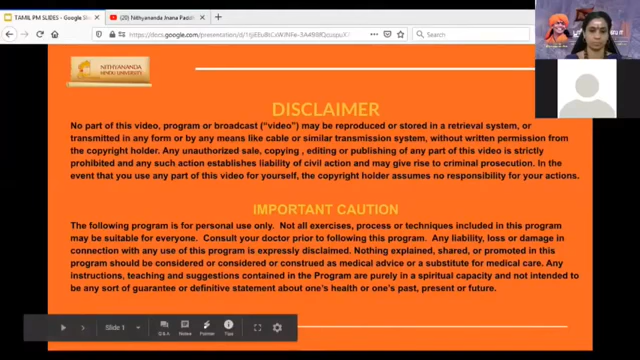 TAMIL PM SLIDES - Google Slides
(20) Nithyananda Jnana Padd
Search
NITHYANANDA
HINDU UNIVERSITY
DISCLAIMER
No part of this video, program or broadcast (“video”) may be reproduced or stored in a retrieval system, or
transmitted in any form or by any means like cable or similar transmission system, without written permission from
the copyright holder. Any unauthorized sale, copying , editing or publishing of any part of this video is strictly
prohibited and any such action establishes liability of civil action and may give rise to criminal prosecution. In the
event that you use any part of this video for yourself, the copyright holder assumes no responsibility for your actions.
IMPORTANT CAUTION
The following program is for personal use only. Not all exercises, process or techniques included in this program
may be suitable for everyone. Consult your doctor prior to following this program. Any liability, loss or damage in
connection with any use of this program is expressly disclaimed. Nothing explained, shared, or promoted in this
program should be considered or considered or construed as medical advice or a substitute for medical care. Any
instructions, teaching and suggestions contained in the Program are purely in a spiritual capacity and not intended to
be any sort of guarantee or definitive statement about one’s health or one’s past, present or future.
Slide 1
Q&A
Notes
Pointer
Tips